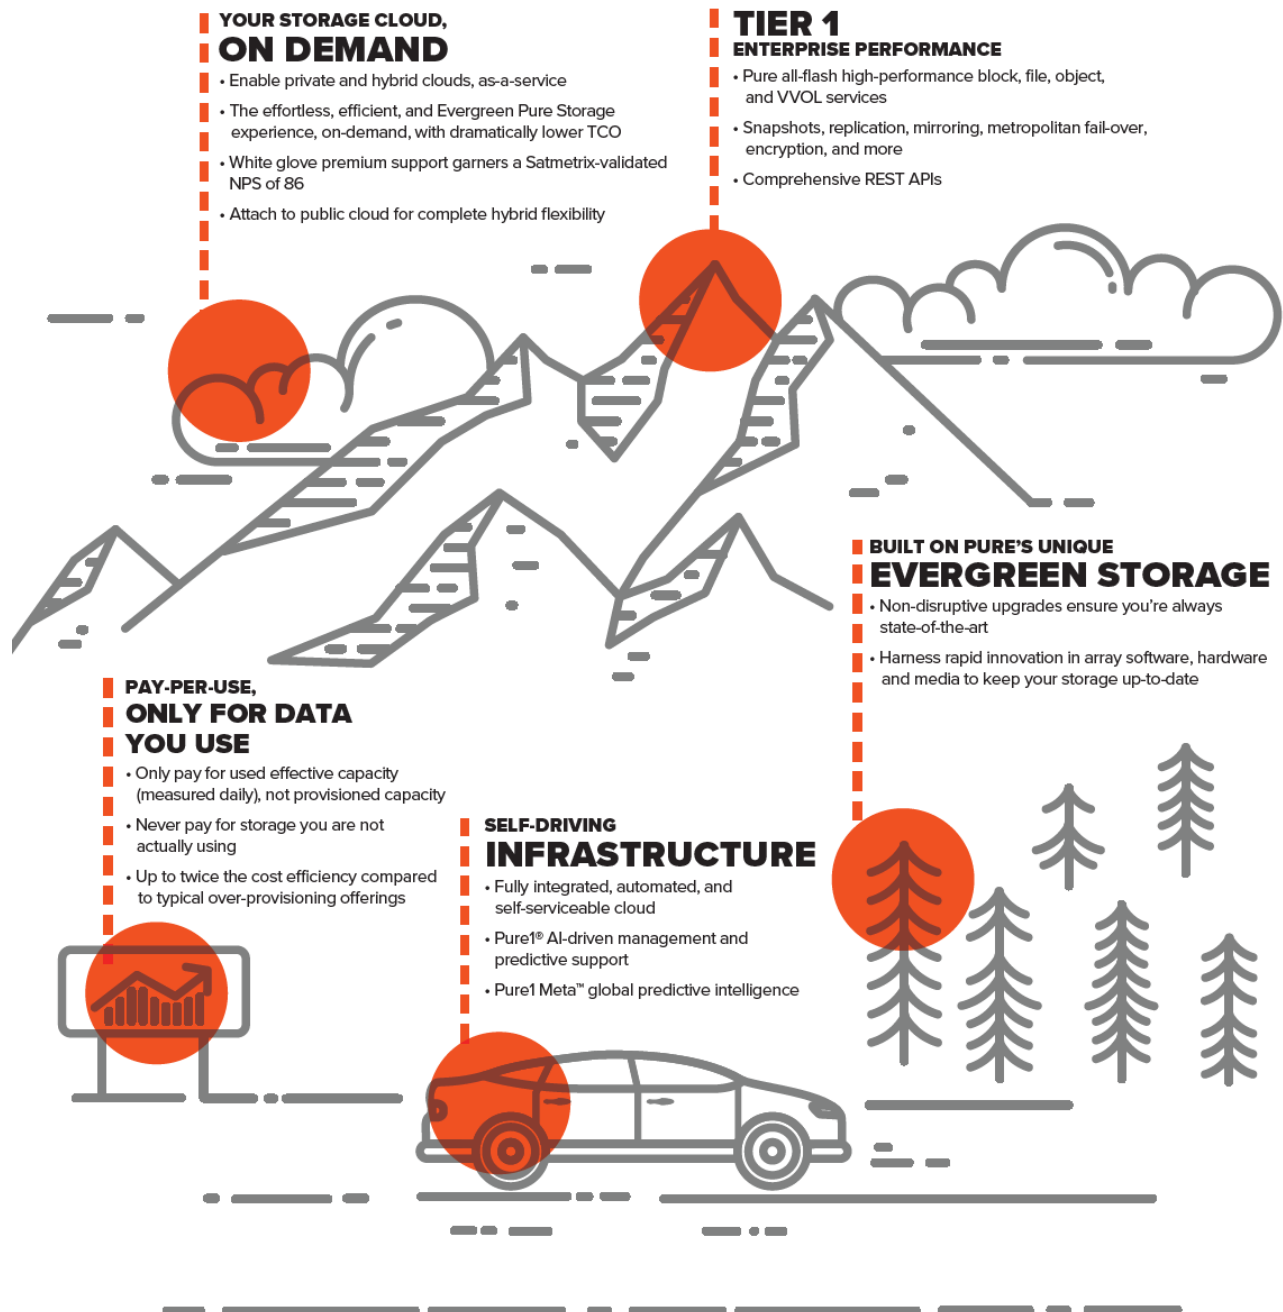 YOUR STORAGE CLOUD,
ON DEMAND
• Enable private and hybrid clouds, as-a-service
• The effortless, efficient, and Evergreen Pure Storage
experience, on-demand, with dramatically lower TCO
• White glove premium support garners a Satmetrix-validated
NPS of 86
• Attach to public cloud for complete hybrid flexibility
TIER 1
ENTERPRISE PERFORMANCE
• Pure all-flash high-performance block, file, object,
and VVOL services
• Snapshots, replication, mirroring, metropolitan fail-over,
encryption, and more
• Comprehensive REST APIs
BUILT ON PURE’S UNIQUE
EVERGREEN STORAGE
• Non-disruptive upgrades ensure you’re always
state-of-the-art
• Harness rapid innovation in array software, hardware
and media to keep your storage up-to-date
PAY-PER-USE,
ONLY FOR DATA
YOU USE
• Only pay for used effective capacity
(measured daily), not provisioned capacity
• Never pay for storage you are not
actually using
• Up to twice the cost efficiency compared
to typical over-provisioning offerings
SELF-DRIVING
INFRASTRUCTURE
• Fully integrated, automated, and
self-serviceable cloud
• Pure1® AI-driven management and
predictive support
• Pure1 Meta™ global predictive intelligence